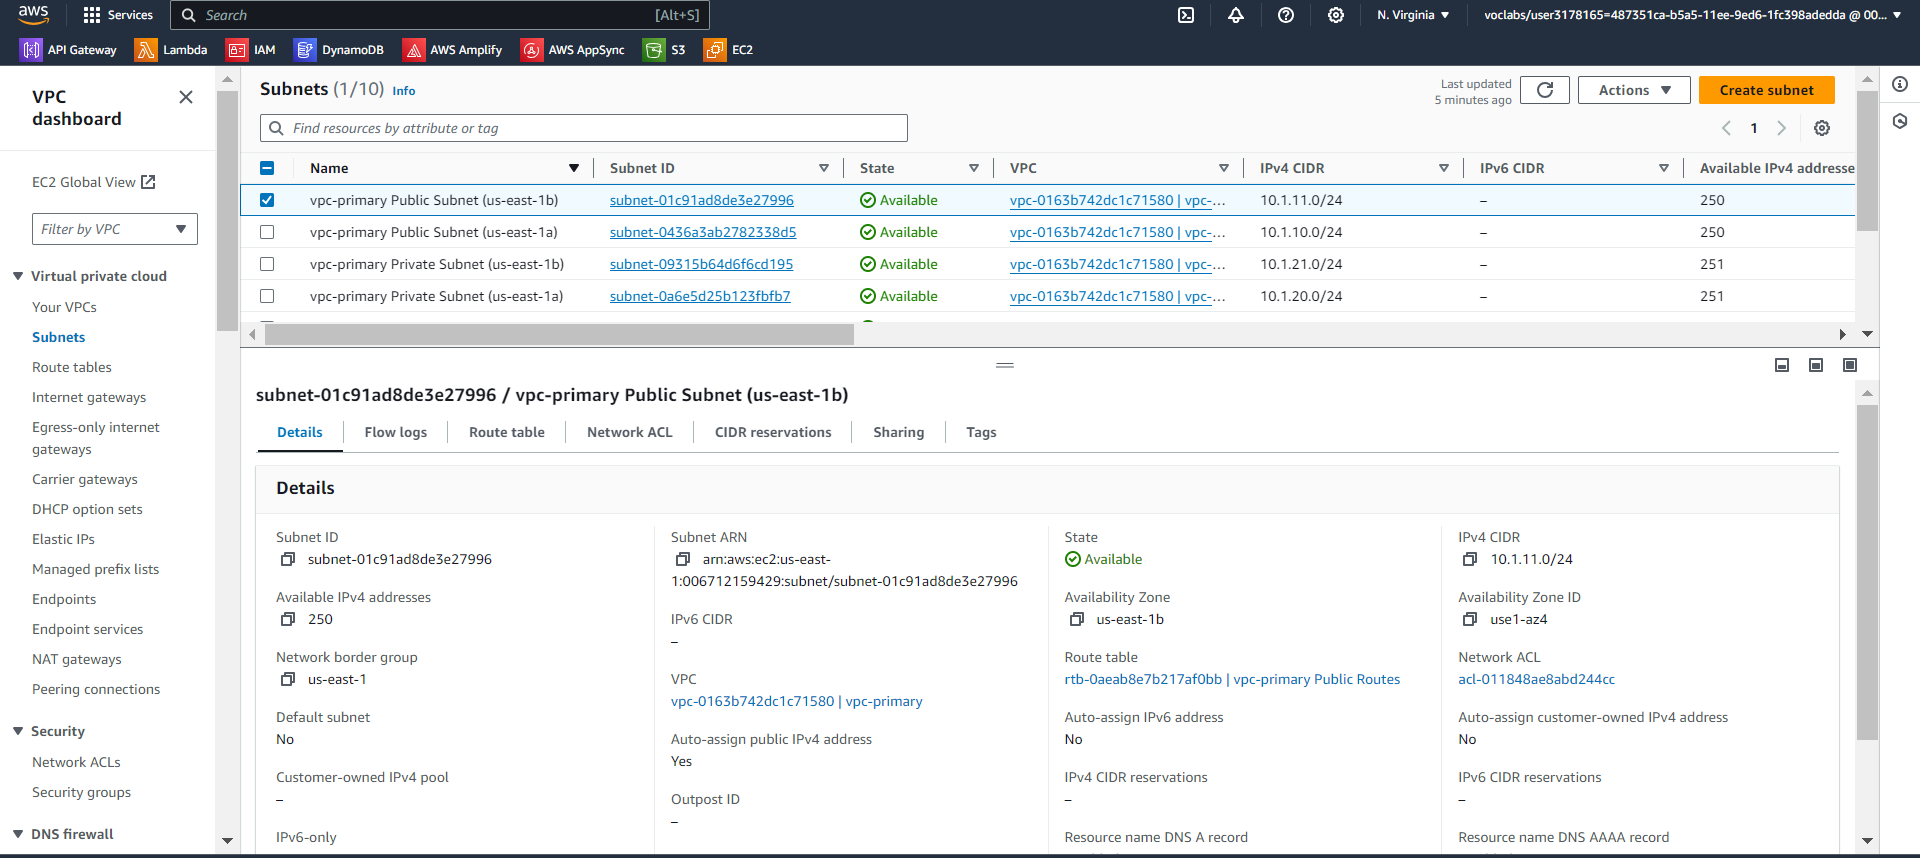 aws
Services
Search
[Alt+S]
N. Virginia
voclabs/user3178165=487351ca-b5a5-11ee-9ed6-1fc398adedda @ 00...
API Gateway
Lambda
IAM
DynamoDB
AWS Amplify
AWS AppSync
S3
EC2
VPC
dashboard
EC2 Global View
Filter by VPC
Virtual private cloud
Your VPCs
Subnets
Route tables
Internet gateways
Egress-only internet
gateways
Carrier gateways
DHCP option sets
Elastic IPs
Managed prefix lists
Endpoints
Endpoint services
NAT gateways
Peering connections
Security
Network ACLs
Security groups
DNS firewall
Subnets (1/10) Info
Last updated
5 minutes ago
Actions
Create subnet
Find resources by attribute or tag
1
Name Subnet ID State VPC IPv4 CIDR IPv6 CIDR Available IPv4 addresse
vpc-primary Public Subnet (us-east-1b) subnet-01c91ad8de3e27996 Available vpc-0163b742dc1c71580 | vpc-... 10.1.11.0/24 – 250
vpc-primary Public Subnet (us-east-1a) subnet-0436a3ab2782338d5 Available vpc-0163b742dc1c71580 | vpc-... 10.1.10.0/24 – 250
vpc-primary Private Subnet (us-east-1b) subnet-09315b64d6f6cd195 Available vpc-0163b742dc1c71580 | vpc-... 10.1.21.0/24 – 251
vpc-primary Private Subnet (us-east-1a) subnet-0a6e5d25b123fbfb7 Available vpc-0163b742dc1c71580 | vpc-... 10.1.20.0/24 – 251
subnet-01c91ad8de3e27996 / vpc-primary Public Subnet (us-east-1b)
Details
Flow logs
Route table
Network ACL
CIDR reservations
Sharing
Tags
Details
Subnet ID
subnet-01c91ad8de3e27996
Available IPv4 addresses
250
Network border group
us-east-1
Default subnet
No
Customer-owned IPv4 pool
–
IPv6-only
Subnet ARN
arn:aws:ec2:us-east-
1:006712159429:subnet/subnet-01c91ad8de3e27996
IPv6 CIDR
–
VPC
vpc-0163b742dc1c71580 | vpc-primary
Auto-assign public IPv4 address
Yes
Outpost ID
–
State
Available
Availability Zone
us-east-1b
Route table
rtb-0aeab8e7b217af0bb | vpc-primary Public Routes
Auto-assign IPv6 address
No
IPv4 CIDR reservations
–
Resource name DNS A record
IPv4 CIDR
10.1.11.0/24
Availability Zone ID
use1-az4
Network ACL
acl-011848ae8abd244cc
Auto-assign customer-owned IPv4 address
No
IPv6 CIDR reservations
–
Resource name DNS AAAA record